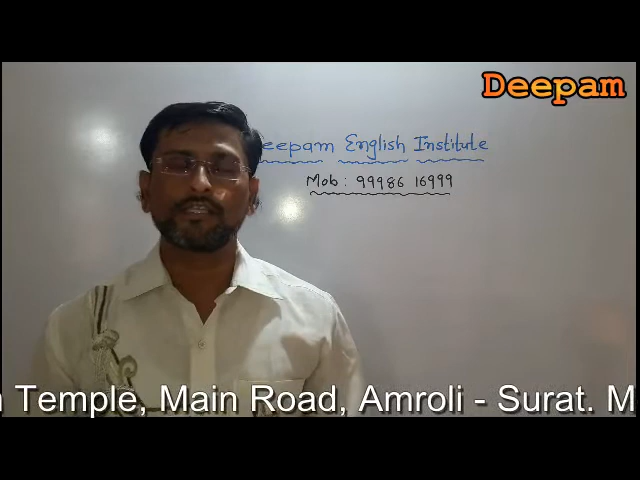 Deepam
eepam English Institute
Mob : 99986 16999
Temple, Main Road, Amroli - Surat. M